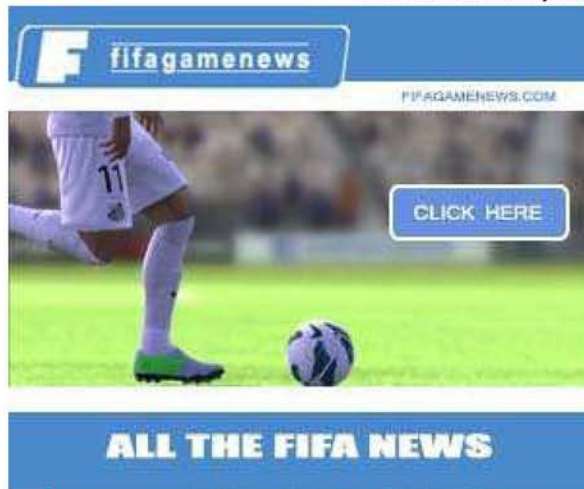 F fifagamenews
FIFAGAMENEWS.COM
11
CLICK HERE
ALL THE FIFA NEWS